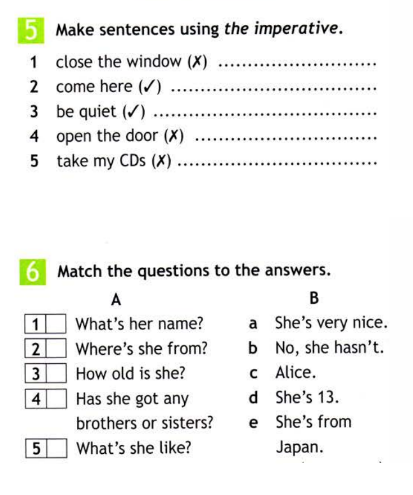 5 Make sentences using the imperative.
1 close the window (✗) ............................
2 come here (✓) ....................................
3 be quiet (✓) .......................................
4 open the door (✗) ................................
5 take my CDs (✗) ...................................
6 Match the questions to the answers.
A B
1 What's her name? a She's very nice.
2 Where's she from? b No, she hasn't.
3 How old is she? c Alice.
4 Has she got any d She's 13.
brothers or sisters? e She's from
5 What's she like? Japan.